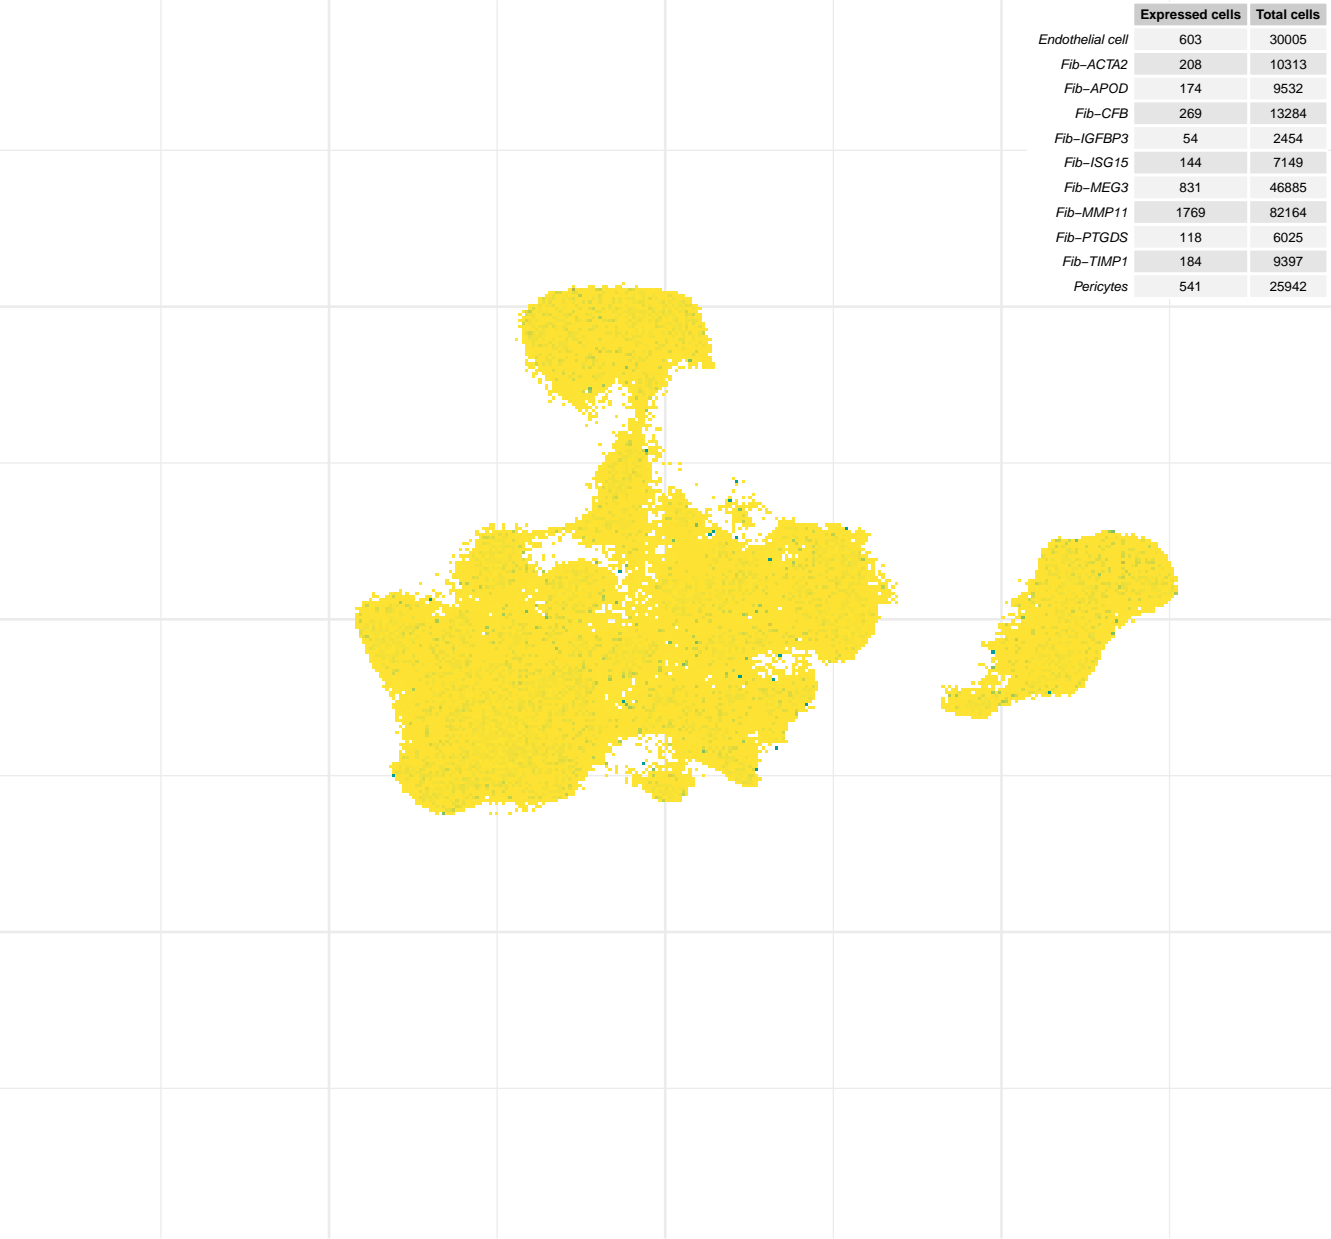 Expressed cells Total cells
Endothelial cell 603 30005
Fib−ACTA2 208 10313
Fib−APOD 174 9532
Fib−CFB 269 13284
Fib−IGFBP3 54 2454
Fib−ISG15 144 7149
Fib−MEG3 831 46885
Fib−MMP11 1769 82164
Fib−PTGDS 118 6025
Fib−TIMP1 184 9397
Pericytes 541 25942